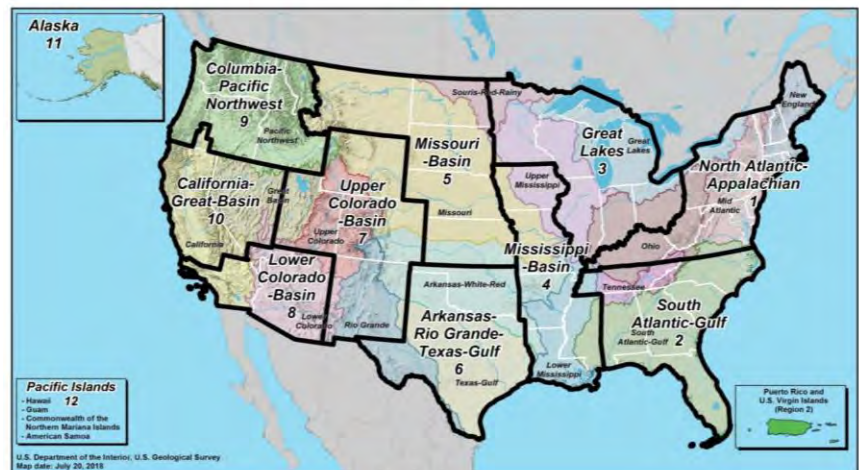 Alaska
11
Columbia-
Pacific
Northwest
9
Pacific
Northwest
Souris-Red-Rainy
New
England
Missouri
-Basin
5
Great
Lakes
3
Great
Lakes
North Atlantic-
Appalachian
1
Mid
Atlantic
California-
Great-Basin
10
Great
Basin
California
Upper
Colorado
-Basin
7
Upper
Colorado
Upper
Mississippi
Missouri
Ohio
Mississippi
-Basin
4
Lower
Colorado
-Basin
8
Lower
Colorado
Rio Grande
Arkansas-White-Red
Arkansas-
Rio Grande-
Texas-Gulf
6
Texas-Gulf
Tennessee
South
Atlantic-Gulf
2
South
Atlantic-Gulf
Lower
Mississippi
Pacific Islands
12
- Hawaii
- Guam
- Commonwealth of the
Northern Mariana Islands
- American Samoa
Puerto Rico and
U.S. Virgin Islands
(Region 2)
U.S. Department of the Interior, U.S. Geological Survey
Map date: July 20, 2018